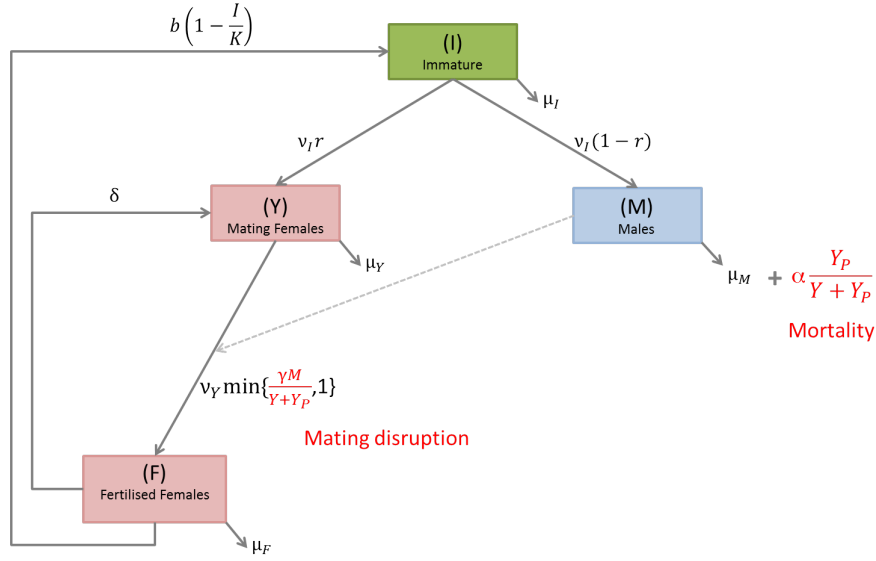 b(1 − I/K)
(I)
Immature
μ_I
ν_I r
ν_I(1 − r)
δ
(Y)
Mating Females
μ_Y
(M)
Males
μ_M + α Y_P/(Y + Y_P)
Mortality
ν_Y min{γM/(Y+Y_P),1}
Mating disruption
(F)
Fertilised Females
μ_F